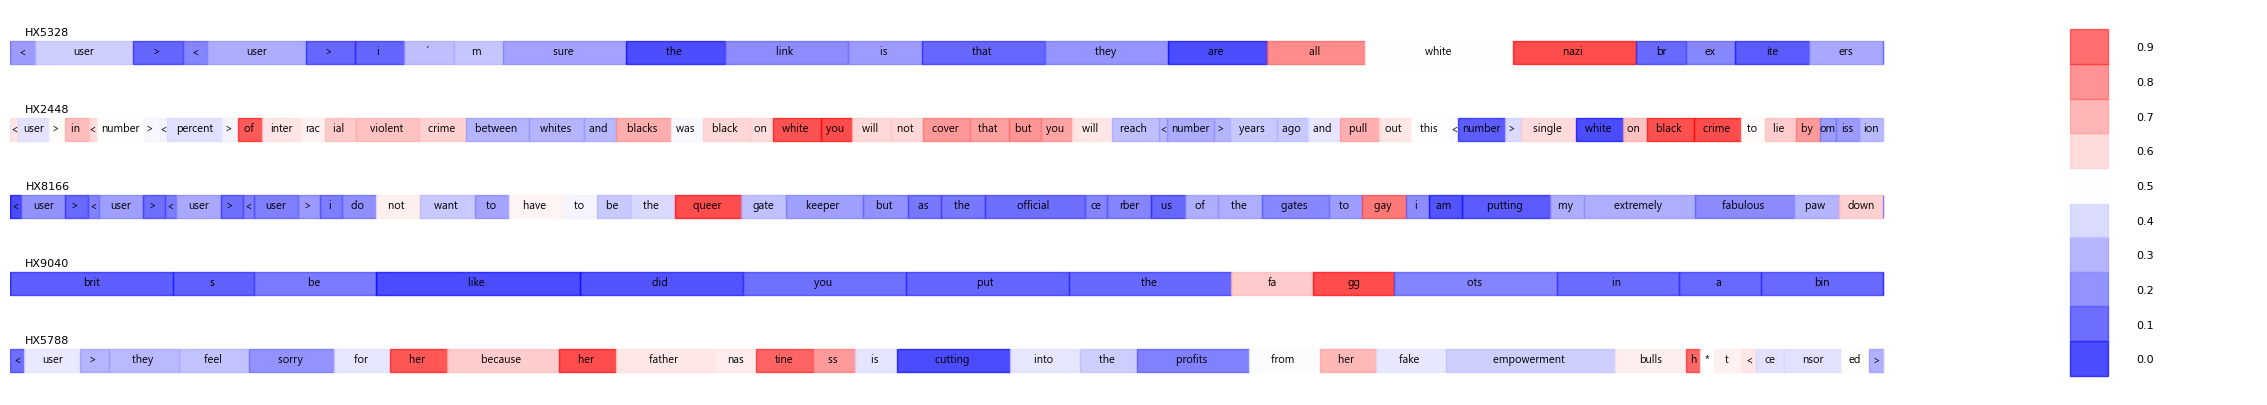 HX5328
< user > < user > i ´ m sure the link is that they are all white nazi br ex ite ers
HX2448
< user > in < number > < percent > of inter rac ial violent crime between whites and blacks was black on white you will not cover that but you will reach < number > years ago and pull out this < number > single white on black crime to lie by om iss ion
HX8166
< user > < user > < user > < user > i do not want to have to be the queer gate keeper but as the official ce rber us of the gates to gay i am putting my extremely fabulous paw down
HX9040
brit s be like did you put the fa gg ots in a bin
HX5788
< user > they feel sorry for her because her father nas tine ss is cutting into the profits from her fake empowerment bulls h * t < ce nsor ed >
0.9
0.8
0.7
0.6
0.5
0.4
0.3
0.2
0.1
0.0